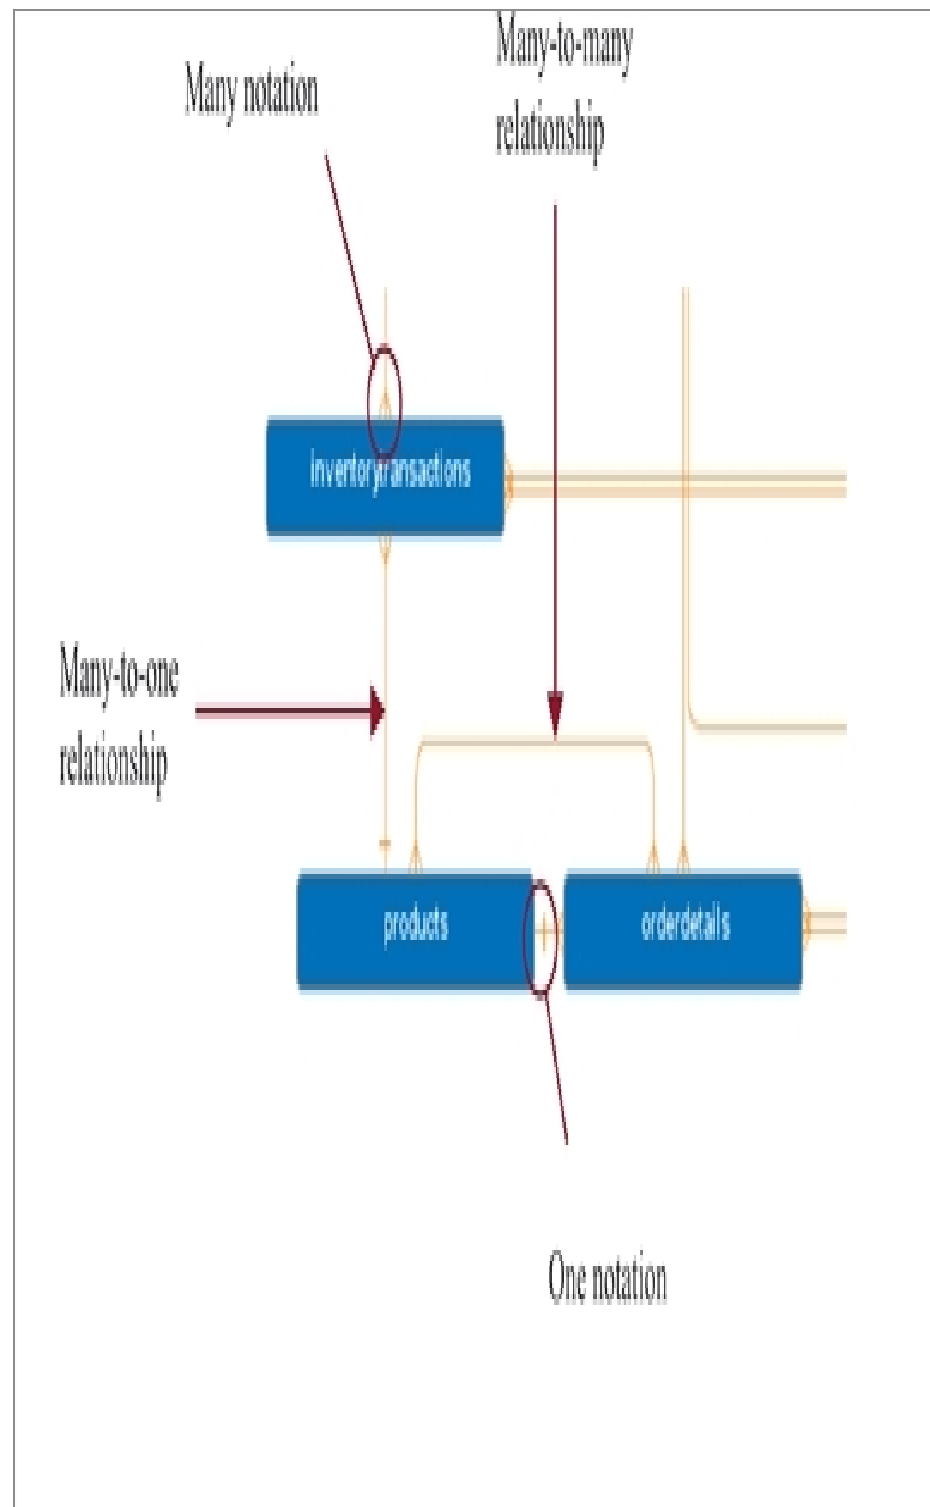 Many-to-many
relationship
Many notation
inventorytransactions
Many-to-one
relationship
products
orderdetails
One notation